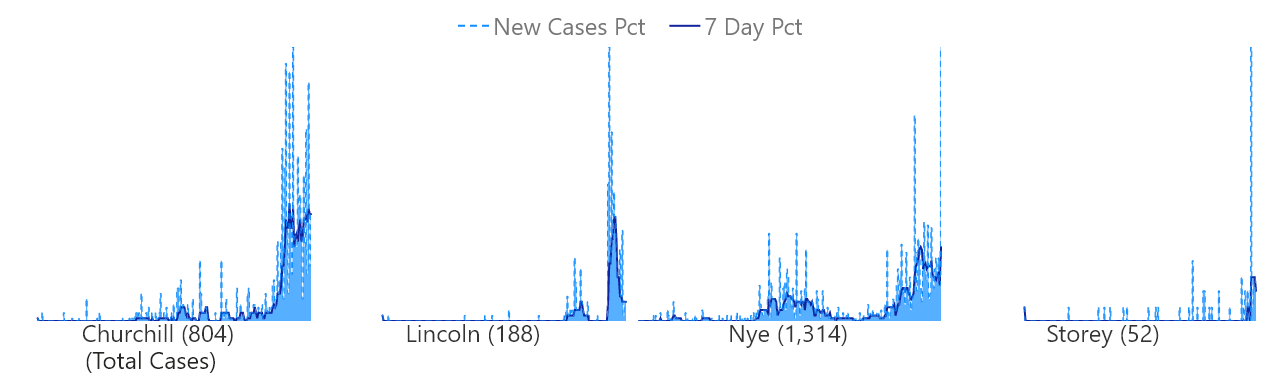 New Cases Pct 7 Day Pct
Churchill (804) Lincoln (188) Nye (1,314) Storey (52)
(Total Cases)